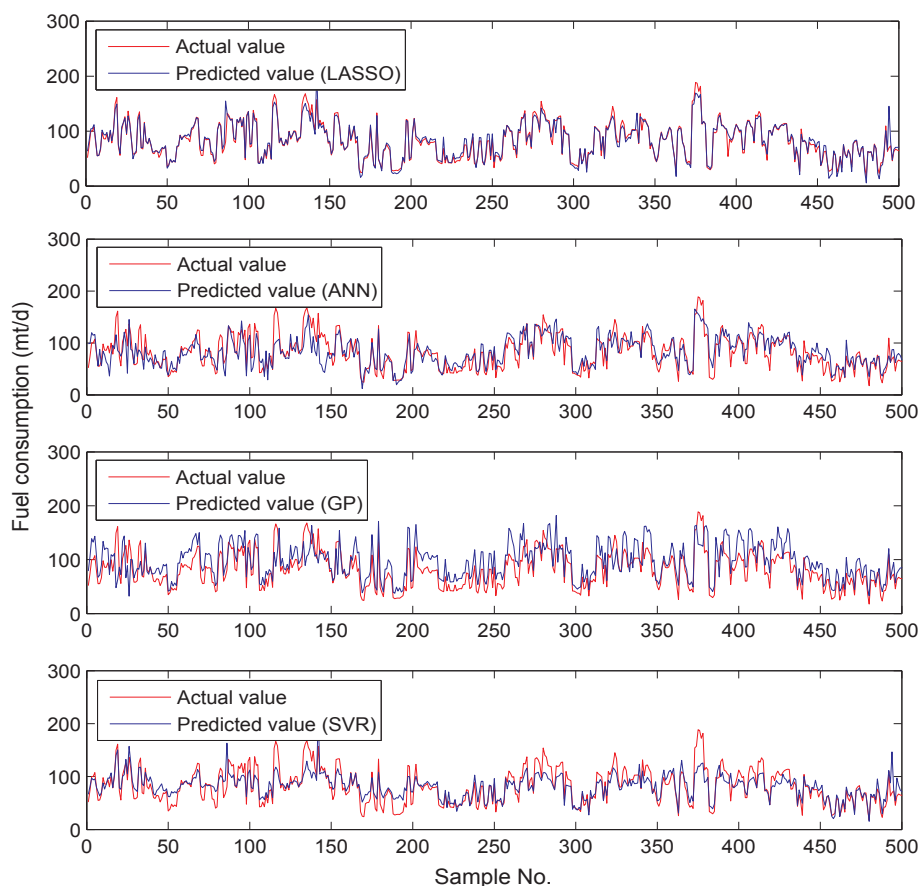 300
200
100
0
Actual value
Predicted value (LASSO)
0 50 100 150 200 250 300 350 400 450 500
300
200
100
0
Actual value
Predicted value (ANN)
0 50 100 150 200 250 300 350 400 450 500
Fuel consumption (mt/d)
300
200
100
0
Actual value
Predicted value (GP)
0 50 100 150 200 250 300 350 400 450 500
300
200
100
0
Actual value
Predicted value (SVR)
0 50 100 150 200 250 300 350 400 450 500
Sample No.